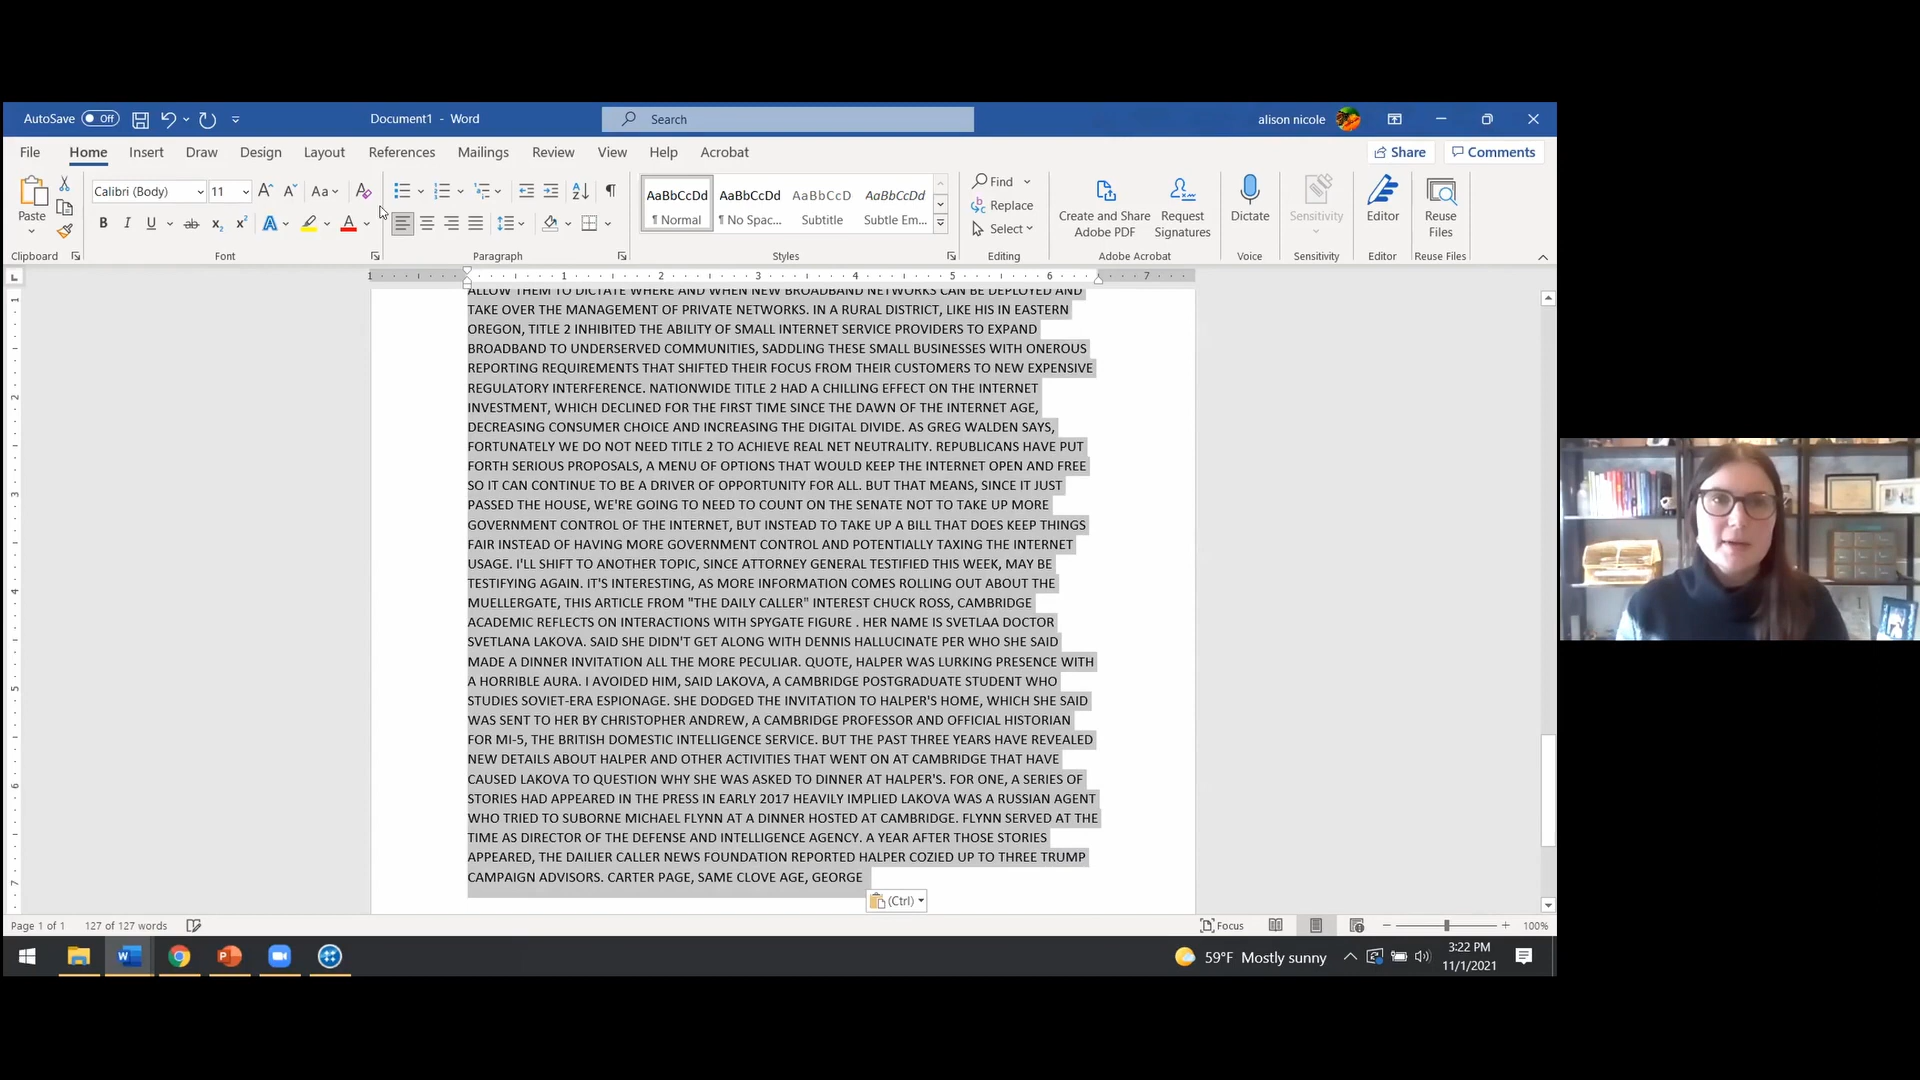 AutoSave Off Document1 - Word Search alison nicole
File Home Insert Draw Design Layout References Mailings Review View Help Acrobat Share Comments
Paste
Clipboard
Calibri (Body) 11 Aa
B I U ab x2 x2 A A
Font
Paragraph
AaBbCcDd AaBbCcDd AaBbCcD AaBbCcDd
¶ Normal ¶ No Spac... Subtitle Subtle Em...
Styles
Find
Replace
Select
Editing
Create and Share
Adobe PDF
Request
Signatures
Adobe Acrobat
Dictate
Voice
Sensitivity
Sensitivity
Editor
Editor
Reuse
Files
Reuse Files
1 1 2 3 4 5 6 7
ALLOW THEM TO DICTATE WHERE AND WHEN NEW BROADBAND NETWORKS CAN BE DEPLOYED AND
TAKE OVER THE MANAGEMENT OF PRIVATE NETWORKS. IN A RURAL DISTRICT, LIKE HIS IN EASTERN
OREGON, TITLE 2 INHIBITED THE ABILITY OF SMALL INTERNET SERVICE PROVIDERS TO EXPAND
BROADBAND TO UNDERSERVED COMMUNITIES, SADDLING THESE SMALL BUSINESSES WITH ONEROUS
REPORTING REQUIREMENTS THAT SHIFTED THEIR FOCUS FROM THEIR CUSTOMERS TO NEW EXPENSIVE
REGULATORY INTERFERENCE. NATIONWIDE TITLE 2 HAD A CHILLING EFFECT ON THE INTERNET
INVESTMENT, WHICH DECLINED FOR THE FIRST TIME SINCE THE DAWN OF THE INTERNET AGE,
DECREASING CONSUMER CHOICE AND INCREASING THE DIGITAL DIVIDE. AS GREG WALDEN SAYS,
FORTUNATELY WE DO NOT NEED TITLE 2 TO ACHIEVE REAL NET NEUTRALITY. REPUBLICANS HAVE PUT
FORTH SERIOUS PROPOSALS, A MENU OF OPTIONS THAT WOULD KEEP THE INTERNET OPEN AND FREE
SO IT CAN CONTINUE TO BE A DRIVER OF OPPORTUNITY FOR ALL. BUT THAT MEANS, SINCE IT JUST
PASSED THE HOUSE, WE'RE GOING TO NEED TO COUNT ON THE SENATE NOT TO TAKE UP MORE
GOVERNMENT CONTROL OF THE INTERNET, BUT INSTEAD TO TAKE UP A BILL THAT DOES KEEP THINGS
FAIR INSTEAD OF HAVING MORE GOVERNMENT CONTROL AND POTENTIALLY TAXING THE INTERNET
USAGE. I'LL SHIFT TO ANOTHER TOPIC, SINCE ATTORNEY GENERAL TESTIFIED THIS WEEK, MAY BE
TESTIFYING AGAIN. IT'S INTERESTING, AS MORE INFORMATION COMES ROLLING OUT ABOUT THE
MUELLERGATE, THIS ARTICLE FROM "THE DAILY CALLER" INTEREST CHUCK ROSS, CAMBRIDGE
ACADEMIC REFLECTS ON INTERACTIONS WITH SPYGATE FIGURE . HER NAME IS SVETLAA DOCTOR
SVETLANA LAKOVA. SAID SHE DIDN'T GET ALONG WITH DENNIS HALLUCINATE PER WHO SHE SAID
MADE A DINNER INVITATION ALL THE MORE PECULIAR. QUOTE, HALPER WAS LURKING PRESENCE WITH
A HORRIBLE AURA. I AVOIDED HIM, SAID LAKOVA, A CAMBRIDGE POSTGRADUATE STUDENT WHO
STUDIES SOVIET-ERA ESPIONAGE. SHE DODGED THE INVITATION TO HALPER'S HOME, WHICH SHE SAID
WAS SENT TO HER BY CHRISTOPHER ANDREW, A CAMBRIDGE PROFESSOR AND OFFICIAL HISTORIAN
FOR MI-5, THE BRITISH DOMESTIC INTELLIGENCE SERVICE. BUT THE PAST THREE YEARS HAVE REVEALED
NEW DETAILS ABOUT HALPER AND OTHER ACTIVITIES THAT WENT ON AT CAMBRIDGE THAT HAVE
CAUSED LAKOVA TO QUESTION WHY SHE WAS ASKED TO DINNER AT HALPER'S. FOR ONE, A SERIES OF
STORIES HAD APPEARED IN THE PRESS IN EARLY 2017 HEAVILY IMPLIED LAKOVA WAS A RUSSIAN AGENT
WHO TRIED TO SUBORNE MICHAEL FLYNN AT A DINNER HOSTED AT CAMBRIDGE. FLYNN SERVED AT THE
TIME AS DIRECTOR OF THE DEFENSE AND INTELLIGENCE AGENCY. A YEAR AFTER THOSE STORIES
APPEARED, THE DAILIER CALLER NEWS FOUNDATION REPORTED HALPER COZIED UP TO THREE TRUMP
CAMPAIGN ADVISORS. CARTER PAGE, SAME CLOVE AGE, GEORGE
(Ctrl)
Page 1 of 1 127 of 127 words Focus 100%
59°F Mostly sunny
3:22 PM
11/1/2021